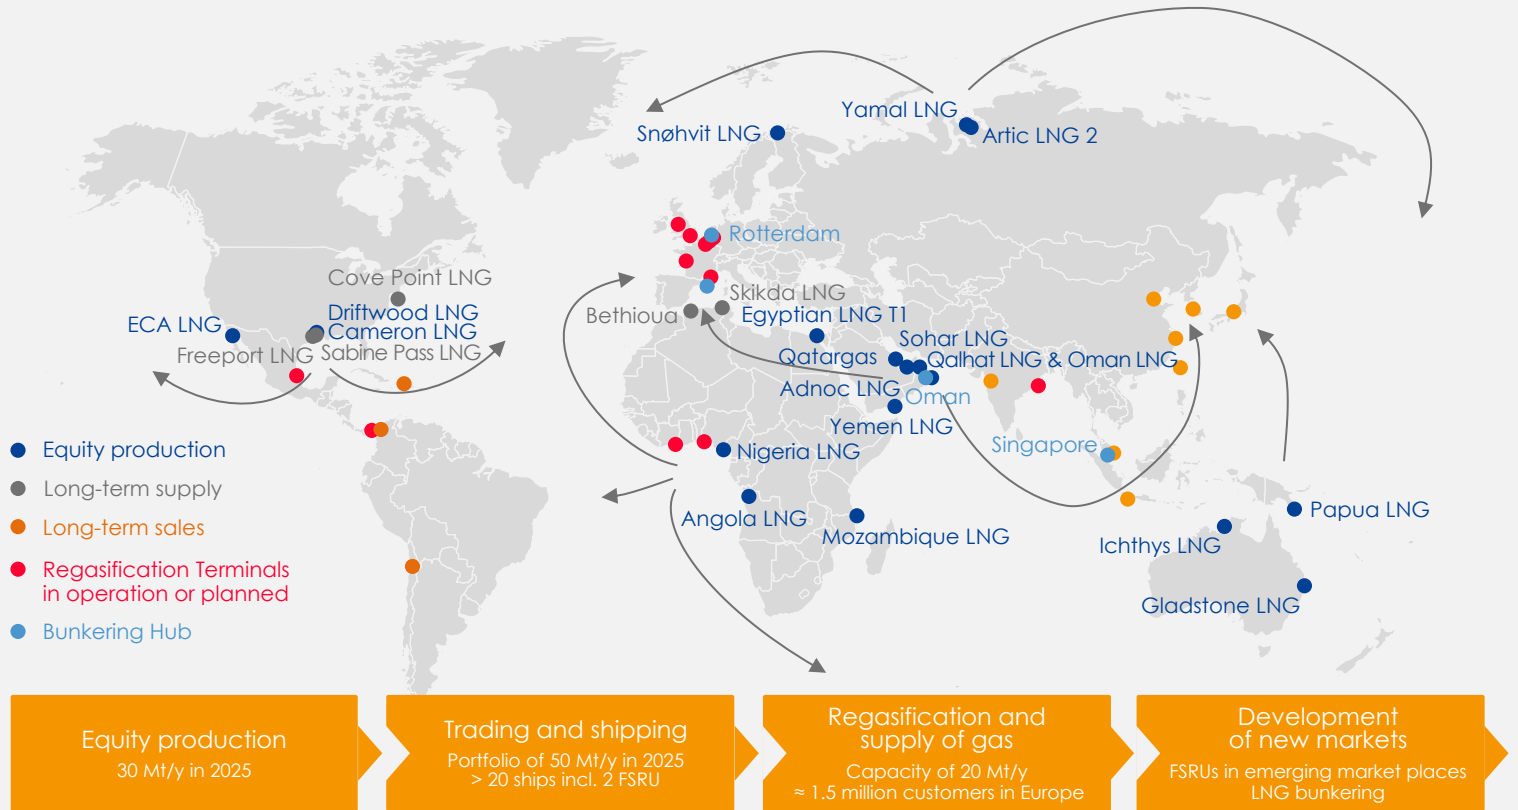 Yamal LNG
Snøhvit LNG
Artic LNG 2
Rotterdam
Cove Point LNG
Skikda LNG
Driftwood LNG
Bethioua
Egyptian LNG T1
ECA LNG
Cameron LNG
Sohar LNG
Freeport LNG
Sabine Pass LNG
Qatargas
Qalhat LNG & Oman LNG
Adnoc LNG
Oman
Yemen LNG
Singapore
Equity production
Nigeria LNG
Long-term supply
Papua LNG
Long-term sales
Angola LNG
Mozambique LNG
Ichthys LNG
Regasification Terminals
in operation or planned
Gladstone LNG
Bunkering Hub
Equity production
30 Mt/y in 2025
Trading and shipping
Portfolio of 50 Mt/y in 2025
> 20 ships incl. 2 FSRU
Regasification and
supply of gas
Capacity of 20 Mt/y
≈ 1.5 million customers in Europe
Development
of new markets
FSRUs in emerging market places
LNG bunkering